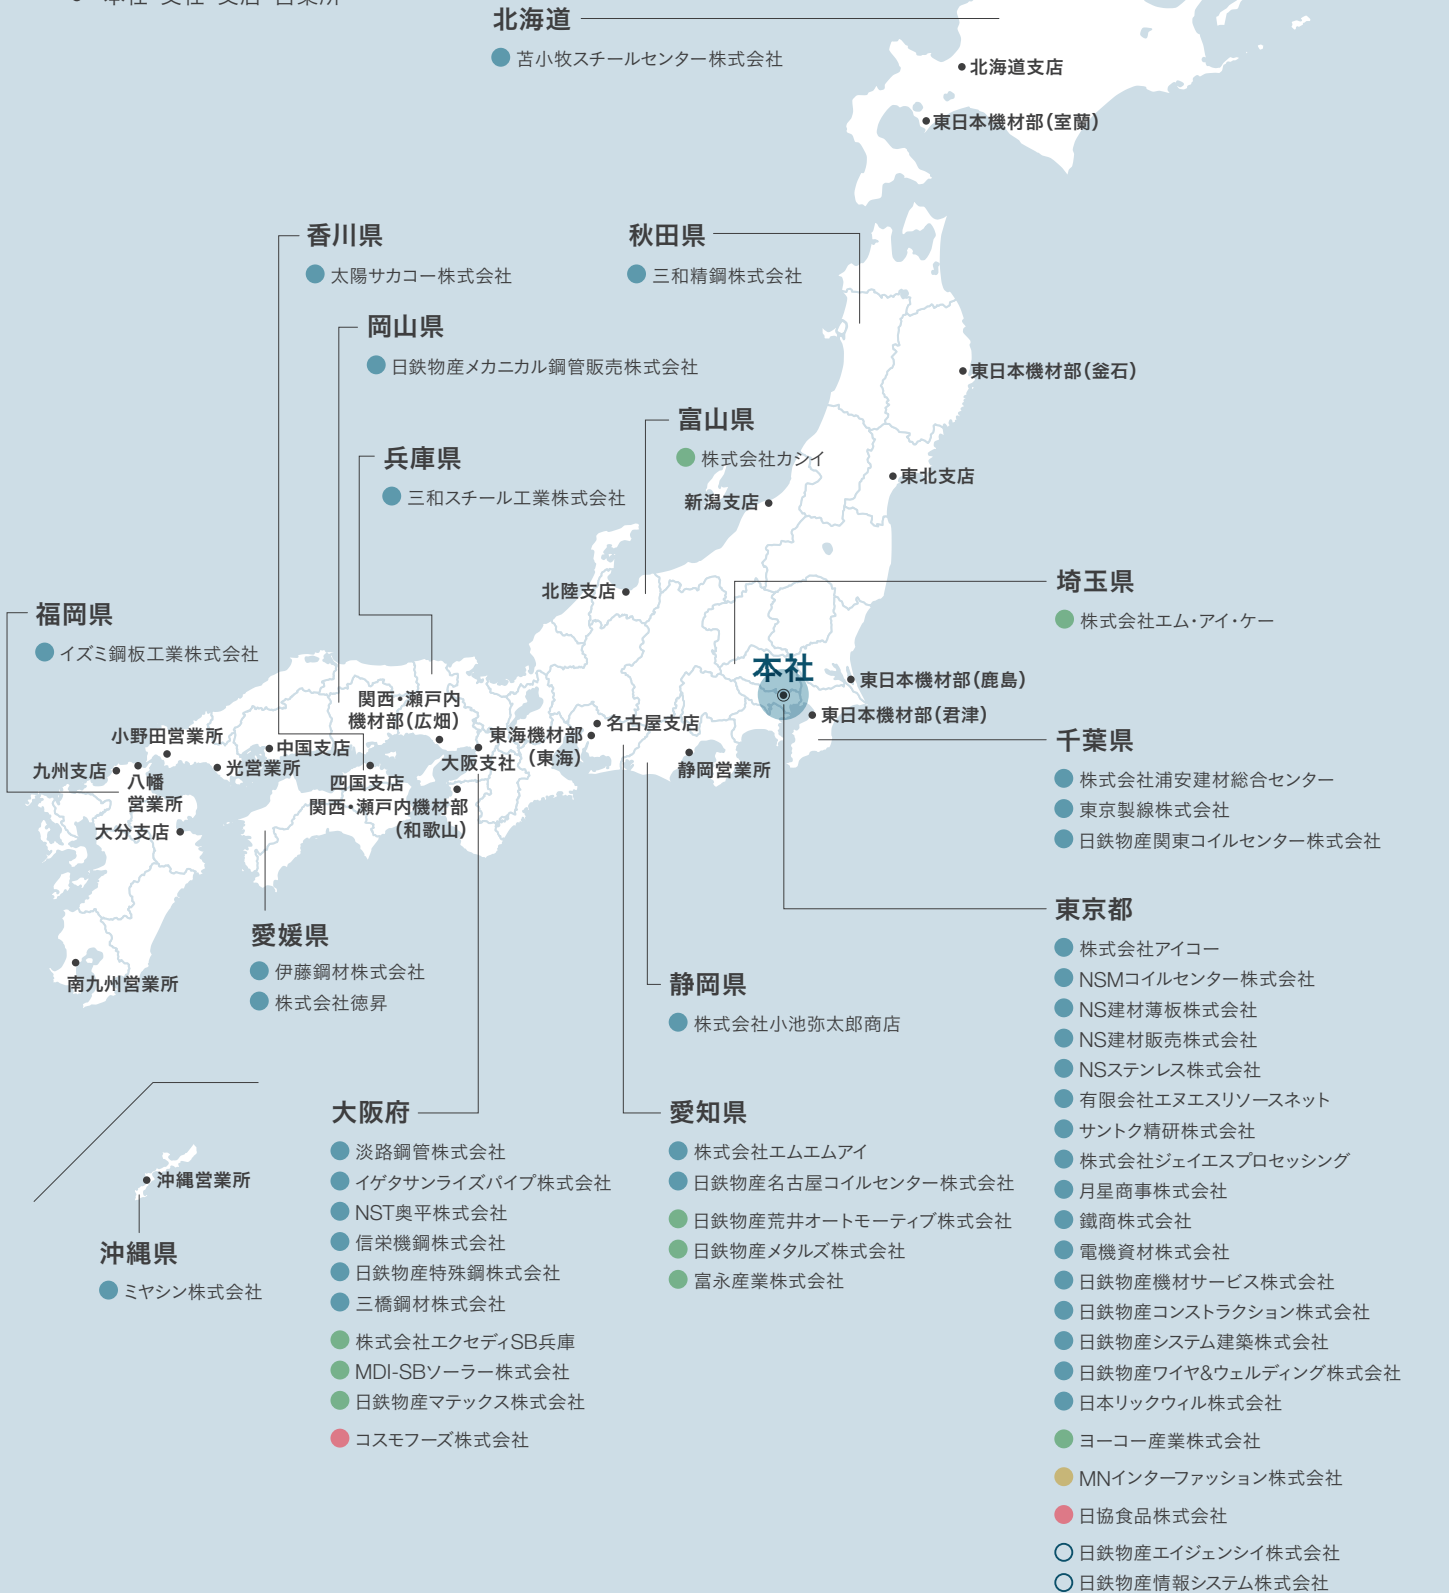 本社・支社・支店・営業所
北海道
苫小牧スチールセンター株式会社
北海道支店
東日本機材部(室蘭)
香川県
太陽サカコー株式会社
秋田県
三和精鋼株式会社
岡山県
日鉄物産メカニカル鋼管販売株式会社
東日本機材部(釜石)
富山県
株式会社カシイ
兵庫県
三和スチール工業株式会社
新潟支店
東北支店
北陸支店
埼玉県
株式会社エム・アイ・ケー
福岡県
イズミ鋼板工業株式会社
本社
東日本機材部(鹿島)
東日本機材部(君津)
関西・瀬戸内
機材部(広畑)
名古屋支店
東海機材部
(東海)
大阪支社
静岡営業所
小野田営業所
中国支店
光営業所
四国支店
九州支店
八幡
営業所
関西・瀬戸内機材部
(和歌山)
大分支店
南九州営業所
千葉県
株式会社浦安建材総合センター
東京製線株式会社
日鉄物産関東コイルセンター株式会社
愛媛県
伊藤鋼材株式会社
株式会社徳昇
静岡県
株式会社小池弥太郎商店
東京都
株式会社アイコー
NSMコイルセンター株式会社
NS建材薄板株式会社
NS建材販売株式会社
NSステンレス株式会社
有限会社エヌエスリソースネット
サントク精研株式会社
株式会社ジェイエスプロセッシング
月星商事株式会社
鐵商株式会社
電機資材株式会社
日鉄物産機材サービス株式会社
日鉄物産コンストラクション株式会社
日鉄物産システム建築株式会社
日鉄物産ワイヤ&ウェルディング株式会社
日本リックウィル株式会社
ヨーコー産業株式会社
MNインターファッション株式会社
日協食品株式会社
日鉄物産エイジェンシイ株式会社
日鉄物産情報システム株式会社
沖縄営業所
沖縄県
ミヤシン株式会社
大阪府
淡路鋼管株式会社
イゲタサンライズパイプ株式会社
NST奥平株式会社
信栄機鋼株式会社
日鉄物産特殊鋼株式会社
三橋鋼材株式会社
株式会社エクセディSB兵庫
MDI-SBソーラー株式会社
日鉄物産マテックス株式会社
コスモフーズ株式会社
愛知県
株式会社エムエムアイ
日鉄物産名古屋コイルセンター株式会社
日鉄物産荒井オートモーティブ株式会社
日鉄物産メタルズ株式会社
富永産業株式会社